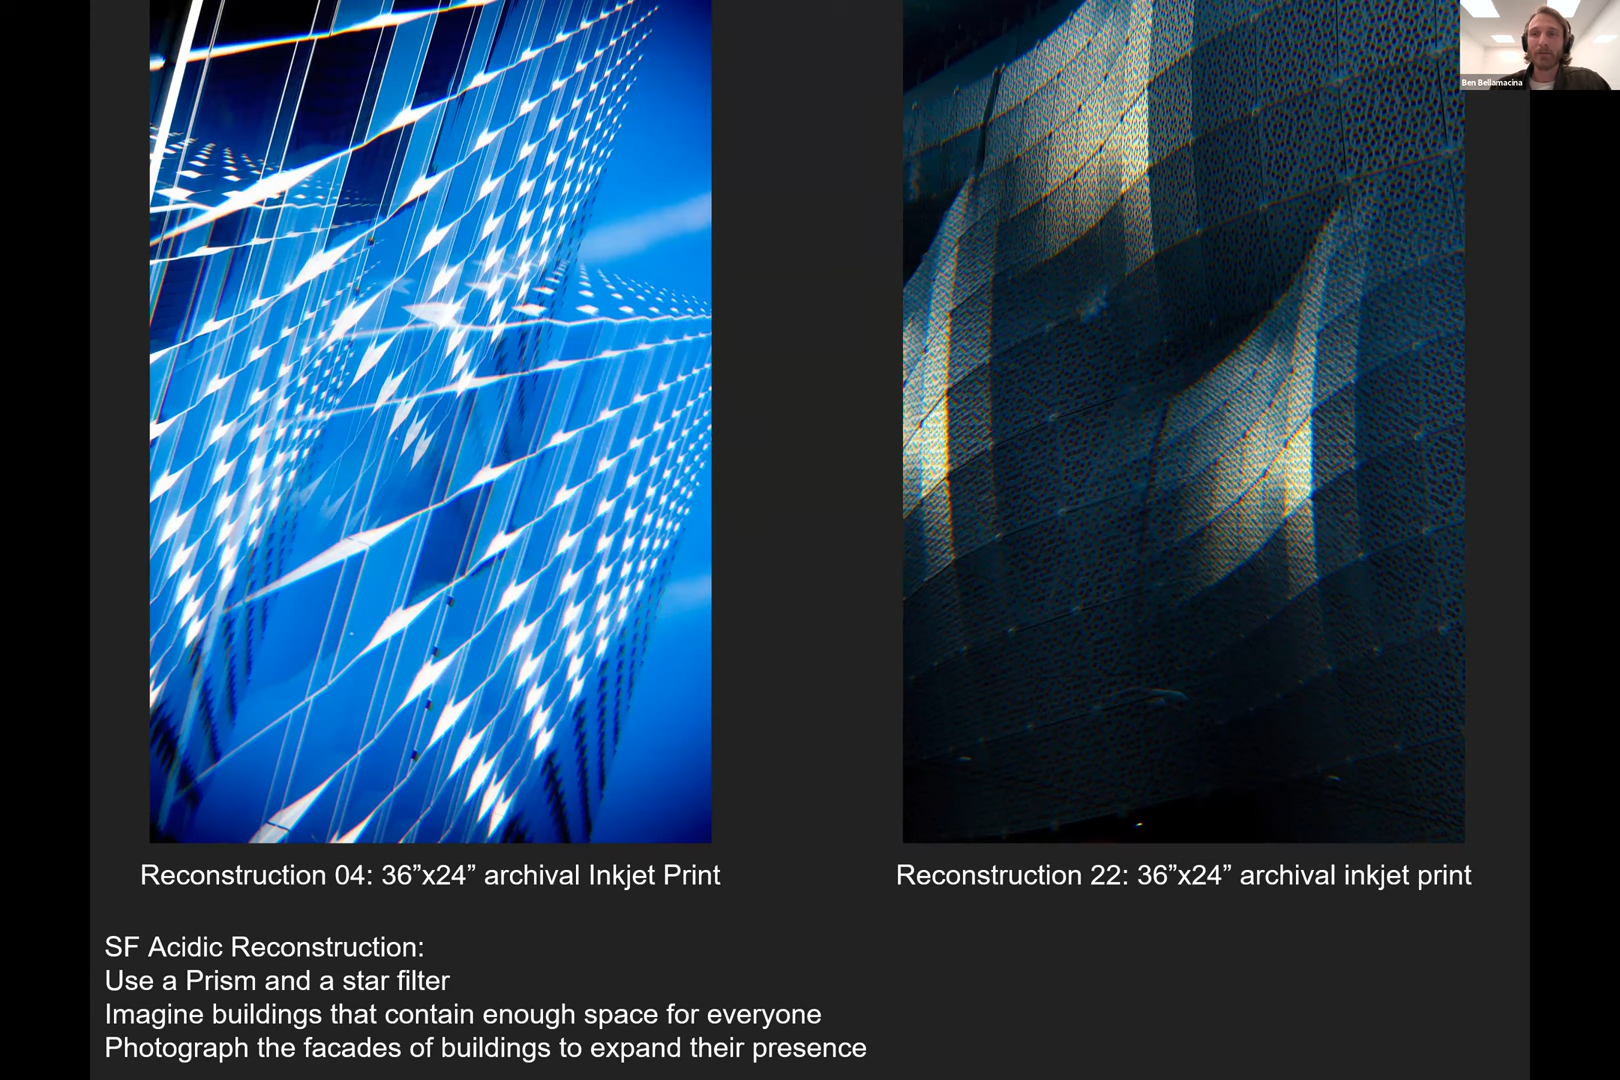 Ben Bellamacina
Reconstruction 04: 36”x24” archival Inkjet Print
Reconstruction 22: 36”x24” archival inkjet print
SF Acidic Reconstruction:
Use a Prism and a star filter
Imagine buildings that contain enough space for everyone
Photograph the facades of buildings to expand their presence